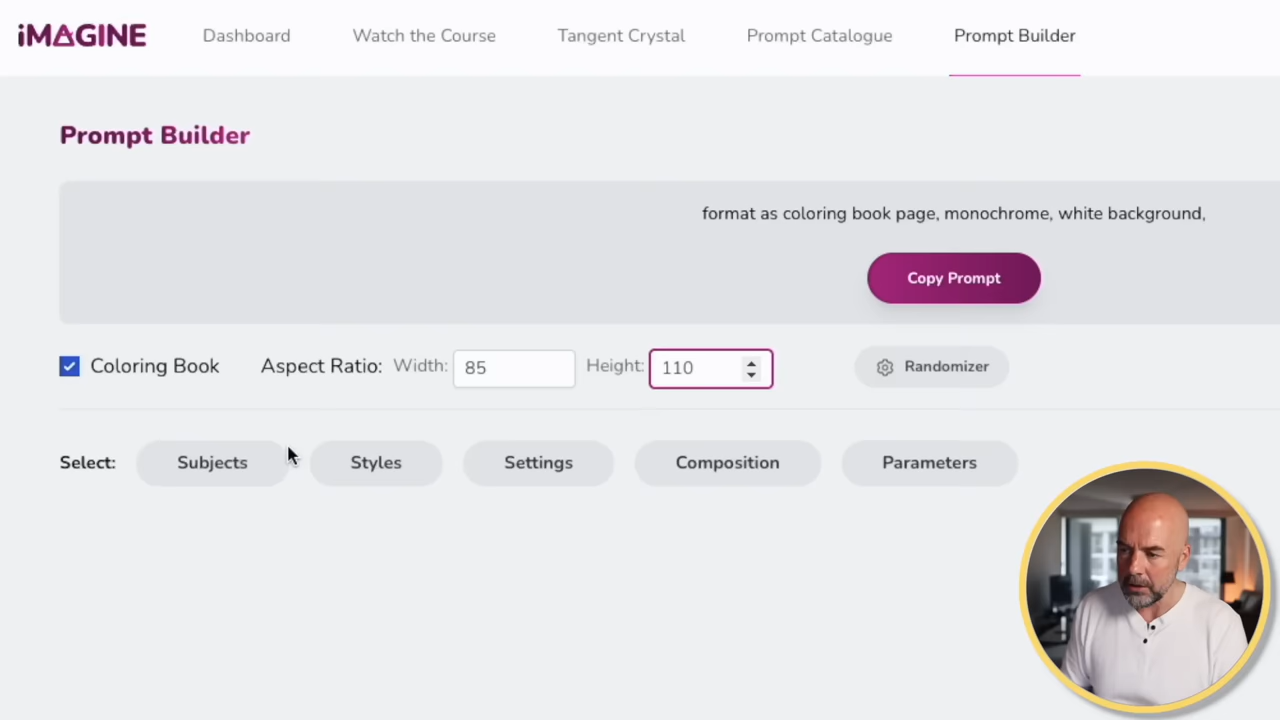 iMAGINE Dashboard Watch the Course Tangent Crystal Prompt Catalogue Prompt Builder
Prompt Builder
format as coloring book page, monochrome, white background,
Copy Prompt
Coloring Book Aspect Ratio: Width: 85 Height: 110 Randomizer
Select: Subjects Styles Settings Composition Parameters